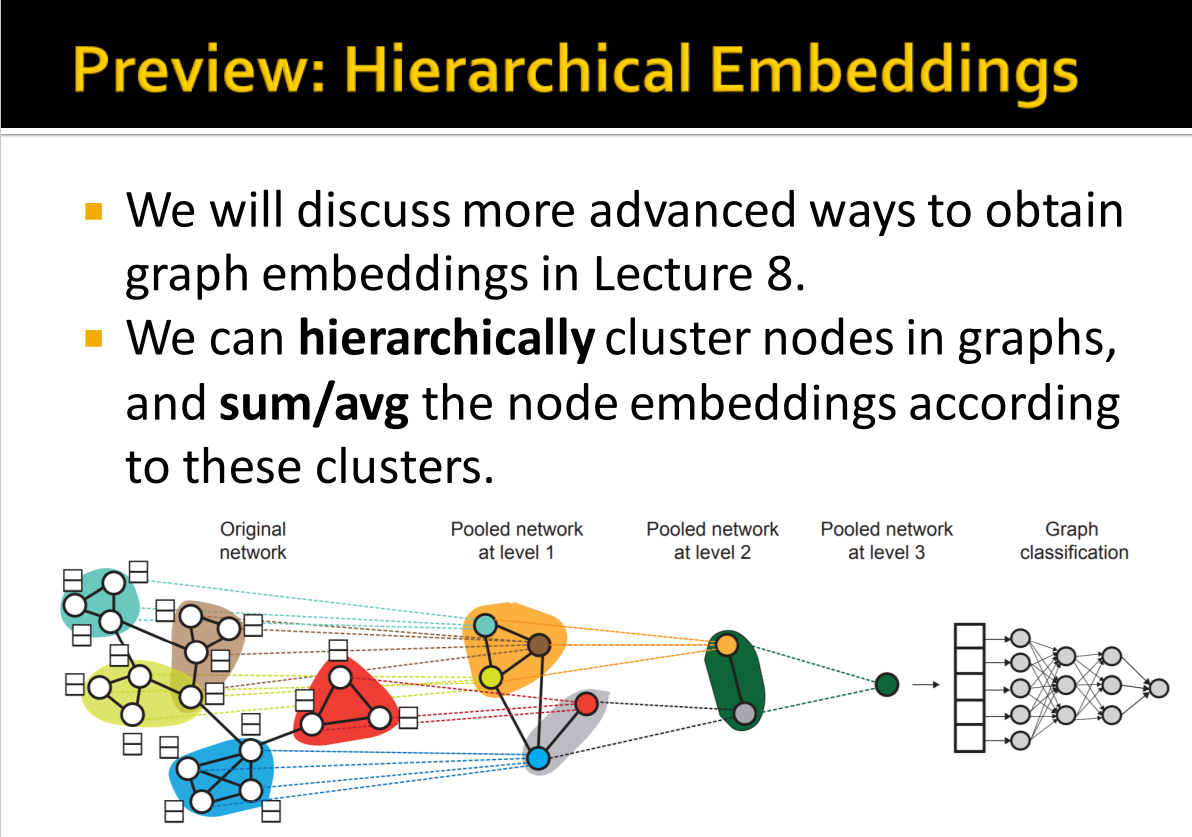 Preview: Hierarchical Embeddings
We will discuss more advanced ways to obtain
graph embeddings in Lecture 8.
We can hierarchically cluster nodes in graphs,
and sum/avg the node embeddings according
to these clusters.
Original
network
Pooled network
at level 1
Pooled network
at level 2
Pooled network
at level 3
Graph
classification